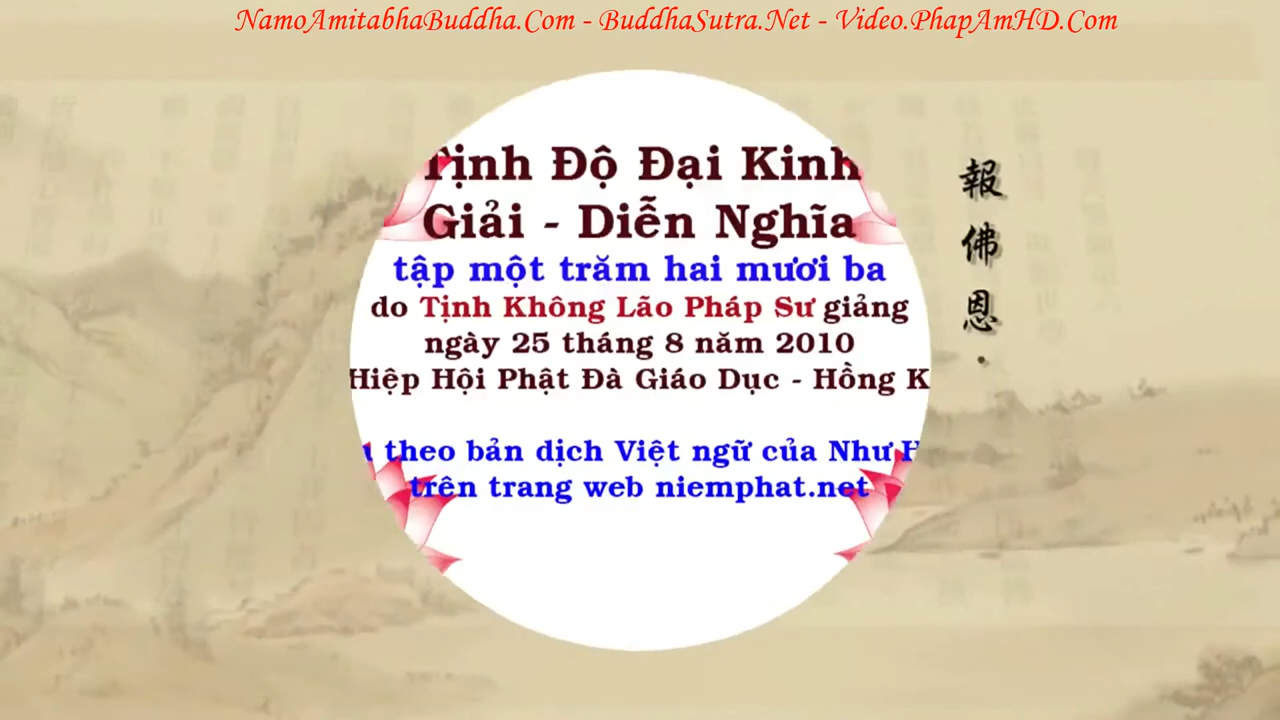 NamoAmitabhaBuddha.Com - BuddhaSutra.Net - Video.PhapAmHD.Com
Tịnh Độ Đại Kinh
Giải - Diễn Nghĩa
tập một trăm hai mươi ba
do Tịnh Không Lão Pháp Sư giảng
ngày 25 tháng 8 năm 2010
Hiệp Hội Phật Đà Giáo Dục - Hồng K
theo bản dịch Việt ngữ của Như H
trên trang web niemphat.net
報佛恩.